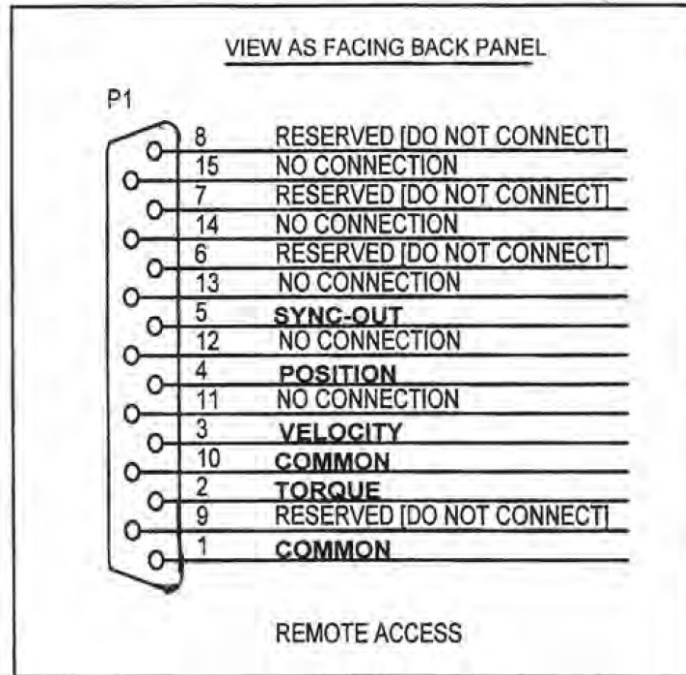 VIEW AS FACING BACK PANEL
P1
8 RESERVED [DO NOT CONNECT]
15 NO CONNECTION
7 RESERVED [DO NOT CONNECT]
14 NO CONNECTION
6 RESERVED [DO NOT CONNECT]
13 NO CONNECTION
5 SYNC-OUT
12 NO CONNECTION
4 POSITION
11 NO CONNECTION
3 VELOCITY
10 COMMON
2 TORQUE
9 RESERVED [DO NOT CONNECT]
1 COMMON
REMOTE ACCESS